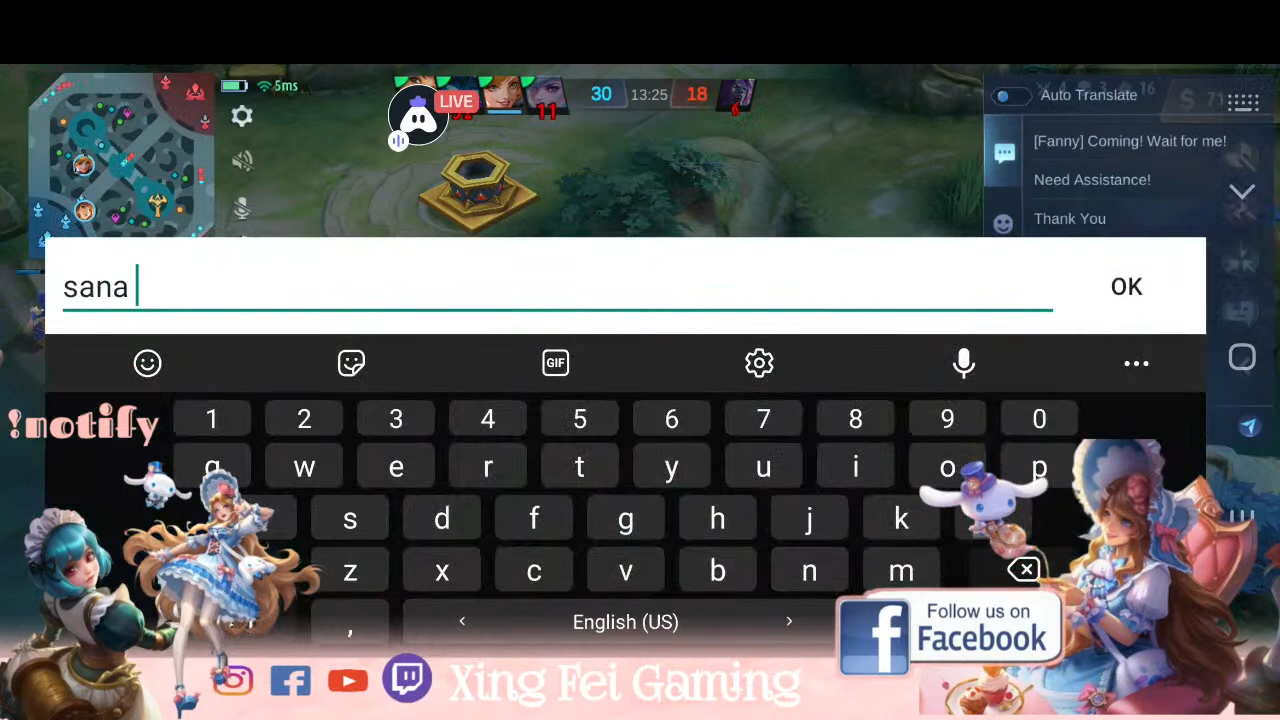 5ms
LIVE
11
30
13:25
18
Auto Translate
[Fanny] Coming! Wait for me!
Need Assistance!
Thank You
sana
OK
GIF
!notify
1 2 3 4 5 6 7 8 9 0
q w e r t y u i o p
s d f g h j k
z x c v b n m
, < English (US) >
Follow us on
Facebook
Xing Fei Gaming